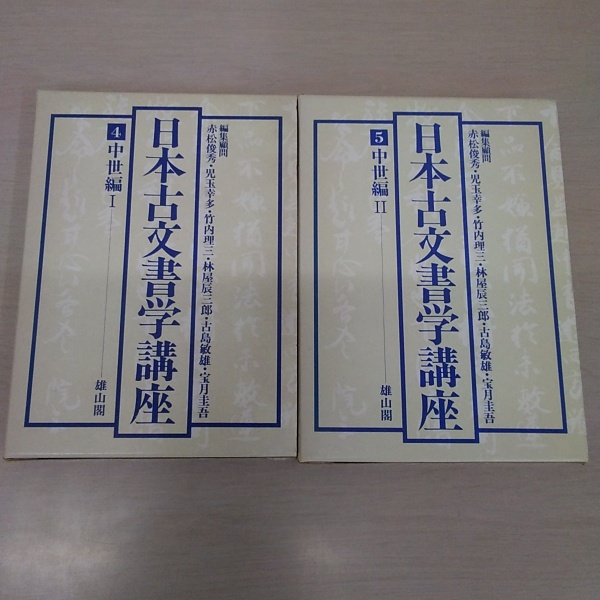 日本古文書学講座
4 中世編 I
編集顧問
赤松俊秀・児玉幸多・竹内理三・林屋辰三郎・古島敏雄・宝月圭吾
雄山閣
日本古文書学講座
5 中世編 II
編集顧問
赤松俊秀・児玉幸多・竹内理三・林屋辰三郎・古島敏雄・宝月圭吾
雄山閣